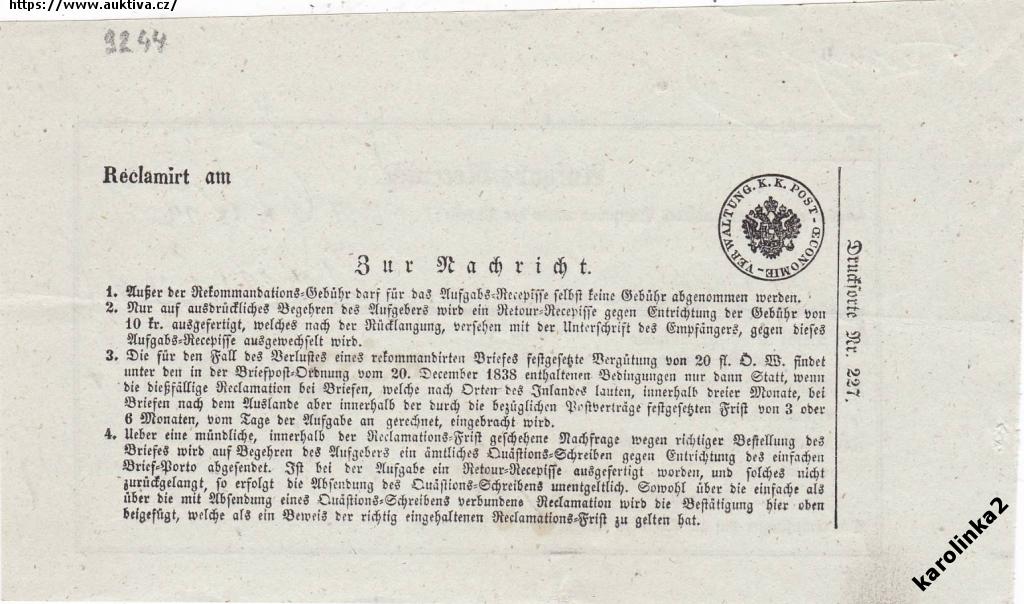 https://www.auktiva.cz/
9244
Reclamirt am
VERWALTUNG. K. K. POST - ŒCONOMIE -
Zur Nachricht.
1. Außer der Rekommandations-Gebühr darf für das Aufgabs-Recepisse selbst keine Gebühr abgenommen werden.
2. Nur auf ausdrückliches Begehren des Aufgebers wird ein Retour-Recepisse gegen Entrichtung der Gebühr von
10 kr. ausgefertigt, welches nach der Rücklangung, versehen mit der Unterschrift des Empfängers, gegen dieses
Aufgabs-Recepisse ausgewechselt wird.
3. Die für den Fall des Verlustes eines rekommandirten Briefes festgesetzte Vergütung von 20 fl. Ö. W. findet
unter den in der Briefpost-Ordnung vom 20. December 1838 enthaltenen Bedingungen nur dann Statt, wenn
die dießfällige Reclamation bei Briefen, welche nach Orten des Inlandes lauten, innerhalb dreier Monate, bei
Briefen nach dem Auslande aber innerhalb der durch die bezüglichen Postverträge festgesetzten Frist von 3 oder
6 Monaten, vom Tage der Aufgabe an gerechnet, eingebracht wird.
4. Ueber eine mündliche, innerhalb der Reclamations-Frist geschehene Nachfrage wegen richtiger Bestellung des
Briefes wird auf Begehren des Aufgebers ein ämtliches Quästions-Schreiben gegen Entrichtung des einfachen
Brief-Porto abgesendet. Ist bei der Aufgabe ein Retour-Recepisse ausgefertigt worden, und solches nicht
zurückgelangt, so erfolgt die Absendung des Quästions-Schreibens unentgeltlich. Sowohl über die einfache als
über die mit Absendung eines Quästions-Schreibens verbundene Reclamation wird die Bestätigung hier oben
beigefügt, welche als ein Beweis der richtig eingehaltenen Reclamations-Frist zu gelten hat.
Drucksorte Nr. 227.
karolinka2